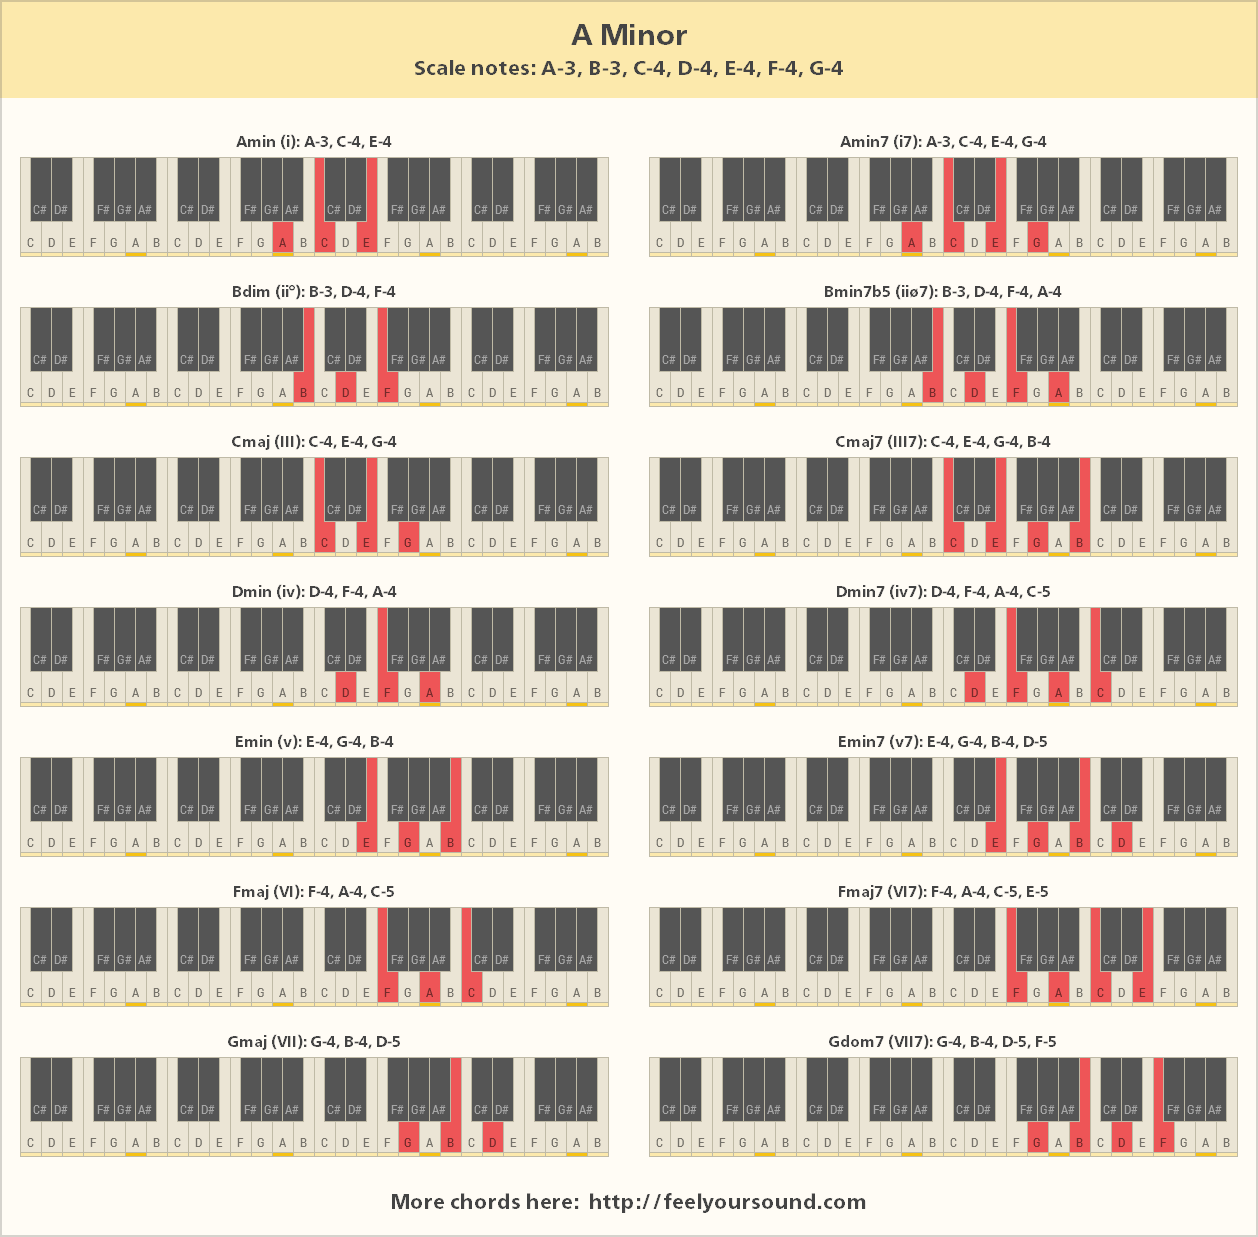 A Minor
Scale notes: A-3, B-3, C-4, D-4, E-4, F-4, G-4
Amin (i): A-3, C-4, E-4
C# D# F# G# A# C# D# F# G# A# C# D# F# G# A# C# D# F# G# A#
C D E F G A B C D E F G A B C D E F G A B C D E F G A B
Amin7 (i7): A-3, C-4, E-4, G-4
C# D# F# G# A# C# D# F# G# A# C# D# F# G# A# C# D# F# G# A#
C D E F G A B C D E F G A B C D E F G A B C D E F G A B
Bdim (ii°): B-3, D-4, F-4
C# D# F# G# A# C# D# F# G# A# C# D# F# G# A# C# D# F# G# A#
C D E F G A B C D E F G A B C D E F G A B C D E F G A B
Bmin7b5 (iiø7): B-3, D-4, F-4, A-4
C# D# F# G# A# C# D# F# G# A# C# D# F# G# A# C# D# F# G# A#
C D E F G A B C D E F G A B C D E F G A B C D E F G A B
Cmaj (III): C-4, E-4, G-4
C# D# F# G# A# C# D# F# G# A# C# D# F# G# A# C# D# F# G# A#
C D E F G A B C D E F G A B C D E F G A B C D E F G A B
Cmaj7 (III7): C-4, E-4, G-4, B-4
C# D# F# G# A# C# D# F# G# A# C# D# F# G# A# C# D# F# G# A#
C D E F G A B C D E F G A B C D E F G A B C D E F G A B
Dmin (iv): D-4, F-4, A-4
C# D# F# G# A# C# D# F# G# A# C# D# F# G# A# C# D# F# G# A#
C D E F G A B C D E F G A B C D E F G A B C D E F G A B
Dmin7 (iv7): D-4, F-4, A-4, C-5
C# D# F# G# A# C# D# F# G# A# C# D# F# G# A# C# D# F# G# A#
C D E F G A B C D E F G A B C D E F G A B C D E F G A B
Emin (v): E-4, G-4, B-4
C# D# F# G# A# C# D# F# G# A# C# D# F# G# A# C# D# F# G# A#
C D E F G A B C D E F G A B C D E F G A B C D E F G A B
Emin7 (v7): E-4, G-4, B-4, D-5
C# D# F# G# A# C# D# F# G# A# C# D# F# G# A# C# D# F# G# A#
C D E F G A B C D E F G A B C D E F G A B C D E F G A B
Fmaj (VI): F-4, A-4, C-5
C# D# F# G# A# C# D# F# G# A# C# D# F# G# A# C# D# F# G# A#
C D E F G A B C D E F G A B C D E F G A B C D E F G A B
Fmaj7 (VI7): F-4, A-4, C-5, E-5
C# D# F# G# A# C# D# F# G# A# C# D# F# G# A# C# D# F# G# A#
C D E F G A B C D E F G A B C D E F G A B C D E F G A B
Gmaj (VII): G-4, B-4, D-5
C# D# F# G# A# C# D# F# G# A# C# D# F# G# A# C# D# F# G# A#
C D E F G A B C D E F G A B C D E F G A B C D E F G A B
Gdom7 (VII7): G-4, B-4, D-5, F-5
C# D# F# G# A# C# D# F# G# A# C# D# F# G# A# C# D# F# G# A#
C D E F G A B C D E F G A B C D E F G A B C D E F G A B
More chords here: http://feelyoursound.com